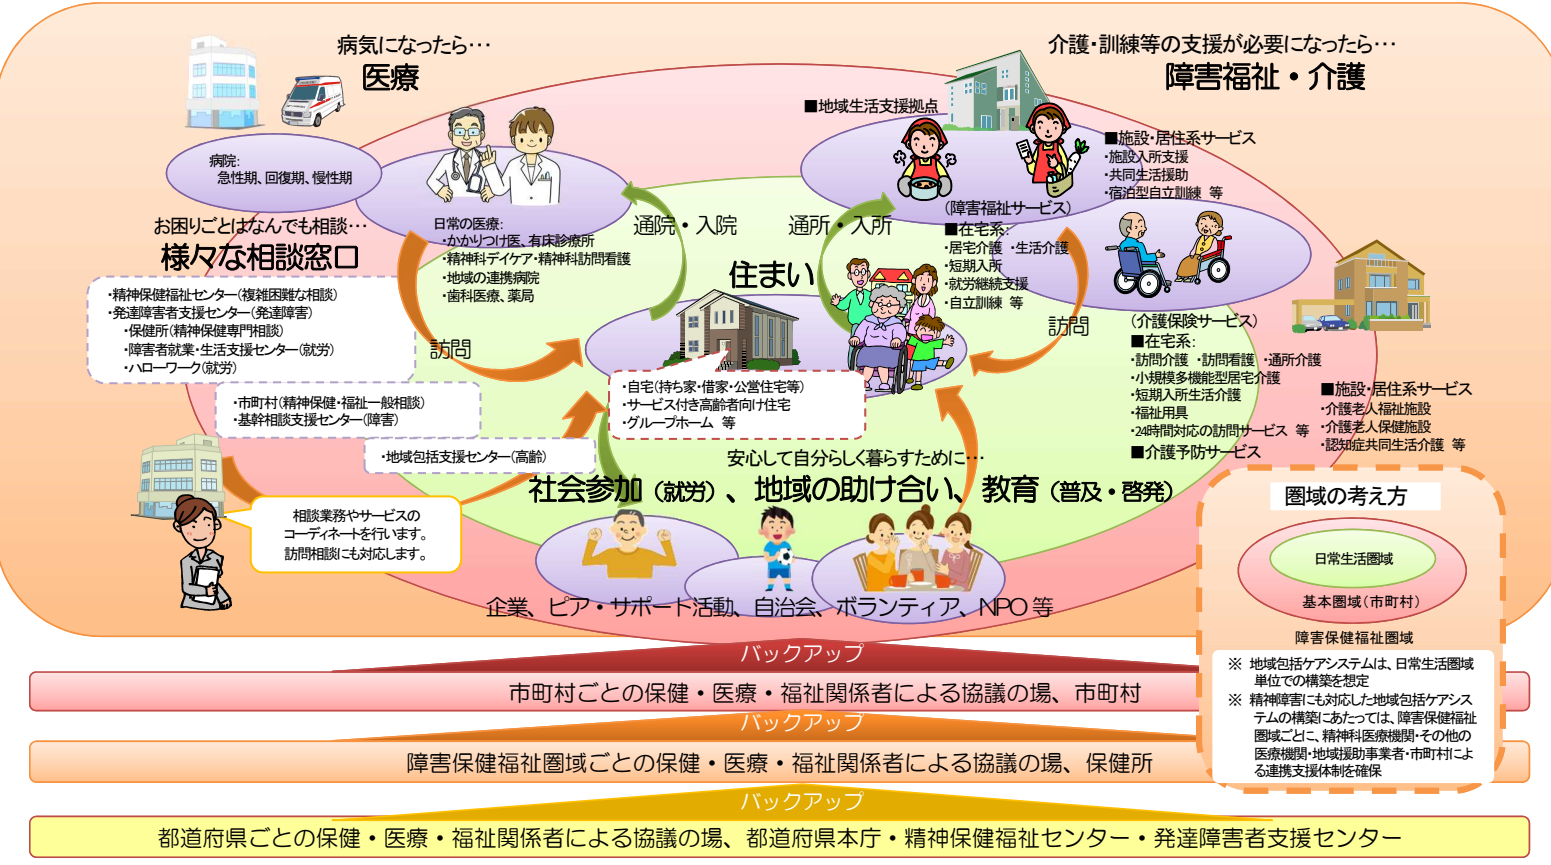 病気になったら…
医療
病院:
急性期、回復期、慢性期
日常の医療:
・かかりつけ医、有床診療所
・精神科デイケア・精神科訪問看護
・地域の連携病院
・歯科医療、薬局
介護・訓練等の支援が必要になったら…
障害福祉・介護
■地域生活支援拠点
■施設・居住系サービス
・施設入所支援
・共同生活援助
・宿泊型自立訓練 等
(障害福祉サービス)
■在宅系:
・居宅介護 ・生活介護
・短期入所
・就労継続支援
・自立訓練 等
(介護保険サービス)
■在宅系:
・訪問介護 ・訪問看護 ・通所介護
・小規模多機能型居宅介護
・短期入所生活介護
・福祉用具
・24時間対応の訪問サービス 等
■介護予防サービス
■施設・居住系サービス
・介護老人福祉施設
・介護老人保健施設
・認知症共同生活介護 等
お困りごとはなんでも相談…
様々な相談窓口
・精神保健福祉センター(複雑困難な相談)
・発達障害者支援センター(発達障害)
・保健所(精神保健専門相談)
・障害者就業・生活支援センター(就労)
・ハローワーク(就労)
・市町村(精神保健・福祉一般相談)
・基幹相談支援センター(障害)
・地域包括支援センター(高齢)
相談業務やサービスの
コーディネートを行います。
訪問相談にも対応します。
通院・入院
通所・入所
訪問
訪問
住まい
・自宅(持ち家・借家・公営住宅等)
・サービス付き高齢者向け住宅
・グループホーム 等
安心して自分らしく暮らすために…
社会参加(就労)、地域の助け合い、教育(普及・啓発)
企業、ピア・サポート活動、自治会、ボランティア、NPO 等
圏域の考え方
日常生活圏域
基本圏域(市町村)
障害保健福祉圏域
※ 地域包括ケアシステムは、日常生活圏域
単位での構築を想定
※ 精神障害にも対応した地域包括ケアシス
テムの構築にあたっては、障害保健福祉
圏域ごとに、精神科医療機関・その他の
医療機関・地域援助事業者・市町村によ
る連携支援体制を確保
バックアップ
市町村ごとの保健・医療・福祉関係者による協議の場、市町村
バックアップ
障害保健福祉圏域ごとの保健・医療・福祉関係者による協議の場、保健所
バックアップ
都道府県ごとの保健・医療・福祉関係者による協議の場、都道府県本庁・精神保健福祉センター・発達障害者支援センター